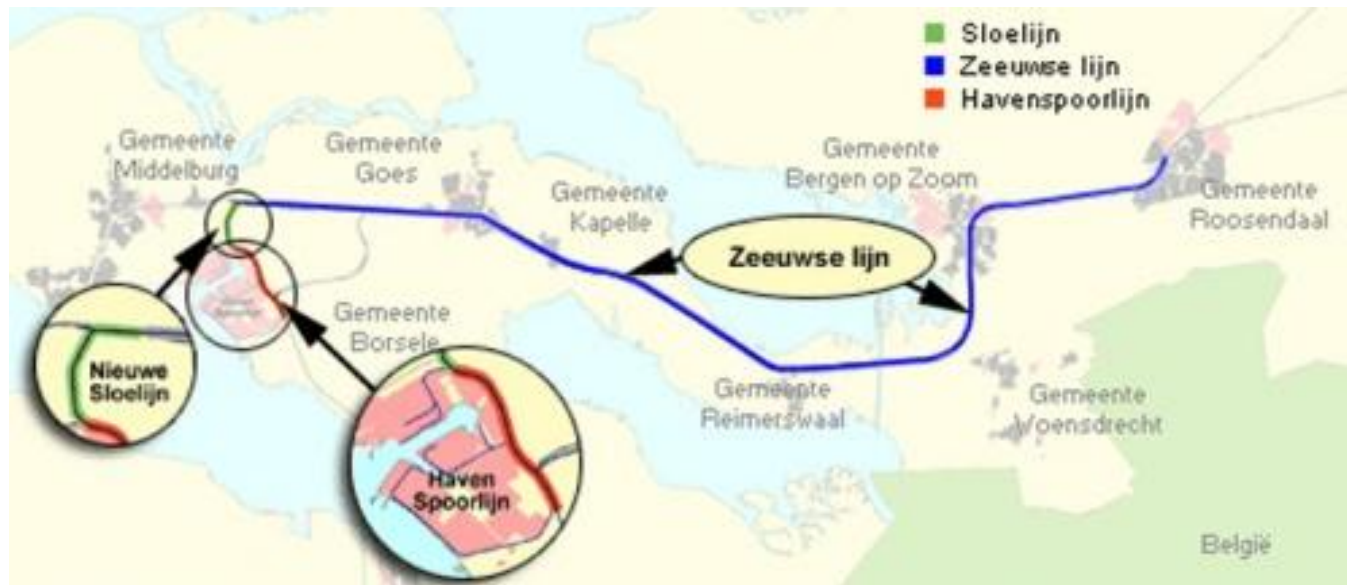 Sloelijn
Zeeuwse lijn
Havenspoorlijn
Gemeente
Middelburg
Gemeente
Goes
Gemeente
Kapelle
Gemeente
Bergen op Zoom
Gemeente
Roosendaal
Zeeuwse lijn
Gemeente
Borsele
Nieuwe
Sloelijn
Haven
Spoorlijn
Gemeente
Reimerswaal
Gemeente
Woensdrecht
België